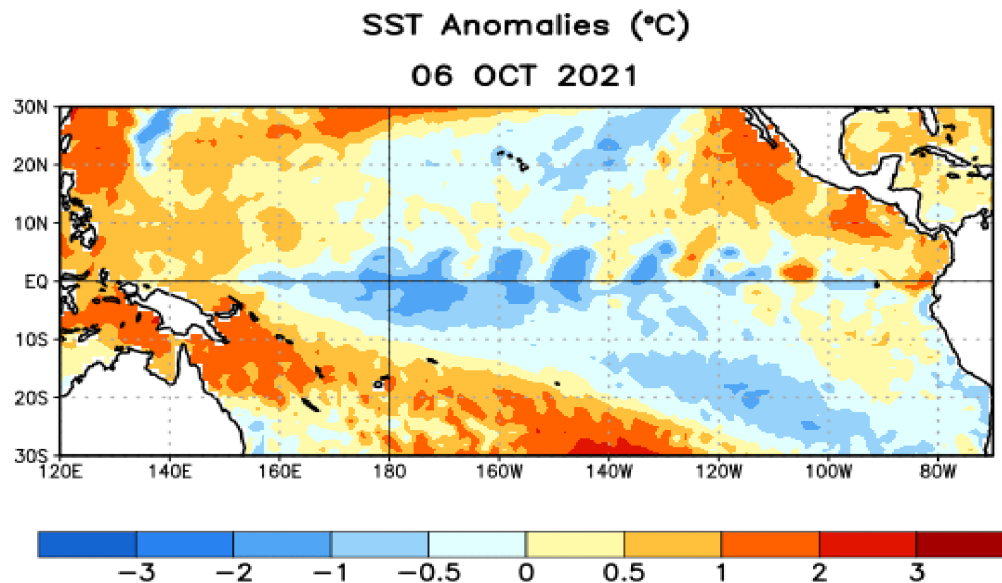 SST Anomalies (°C)
06 OCT 2021
30N
20N
10N
EQ
10S
20S
30S
120E 140E 160E 180 160W 140W 120W 100W 80W
−3 −2 −1 −0.5 0 0.5 1 2 3